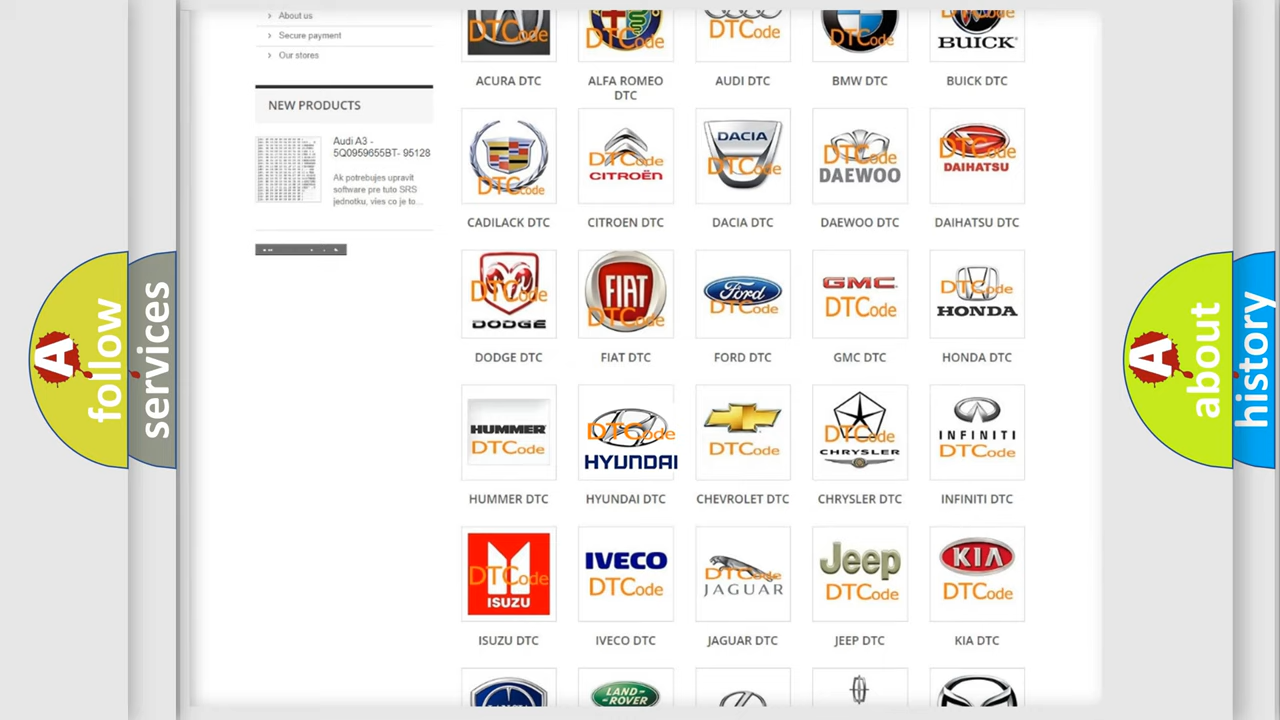 About us
Secure payment
Our stores
NEW PRODUCTS
Audi A3 -
5Q0959655BT- 95128
Ak potrebujes upravit
software pre tuto SRS
jednotku, vies co je to...
DTCode
DTCode
DTCode
DTCode
BUICK
ACURA DTC
ALFA ROMEO
DTC
AUDI DTC
BMW DTC
BUICK DTC
DTCode
DTCode
CITROËN
DACIA
DTCode
DTCode
DAEWOO
DTCode
DAIHATSU
CADILACK DTC
CITROEN DTC
DACIA DTC
DAEWOO DTC
DAIHATSU DTC
DTCode
DODGE
FIAT
DTCode
Ford
DTCode
GMC
DTCode
DTCode
HONDA
DODGE DTC
FIAT DTC
FORD DTC
GMC DTC
HONDA DTC
HUMMER
DTCode
DTCode
HYUNDAI
DTCode
DTCode
CHRYSLER
INFINITI
DTCode
HUMMER DTC
HYUNDAI DTC
CHEVROLET DTC
CHRYSLER DTC
INFINITI DTC
DTCode
ISUZU
IVECO
DTCode
DTCode
JAGUAR
Jeep
DTCode
KIA
DTCode
ISUZU DTC
IVECO DTC
JAGUAR DTC
JEEP DTC
KIA DTC
LAND-
ROVER
A
follow
services
A
about
history